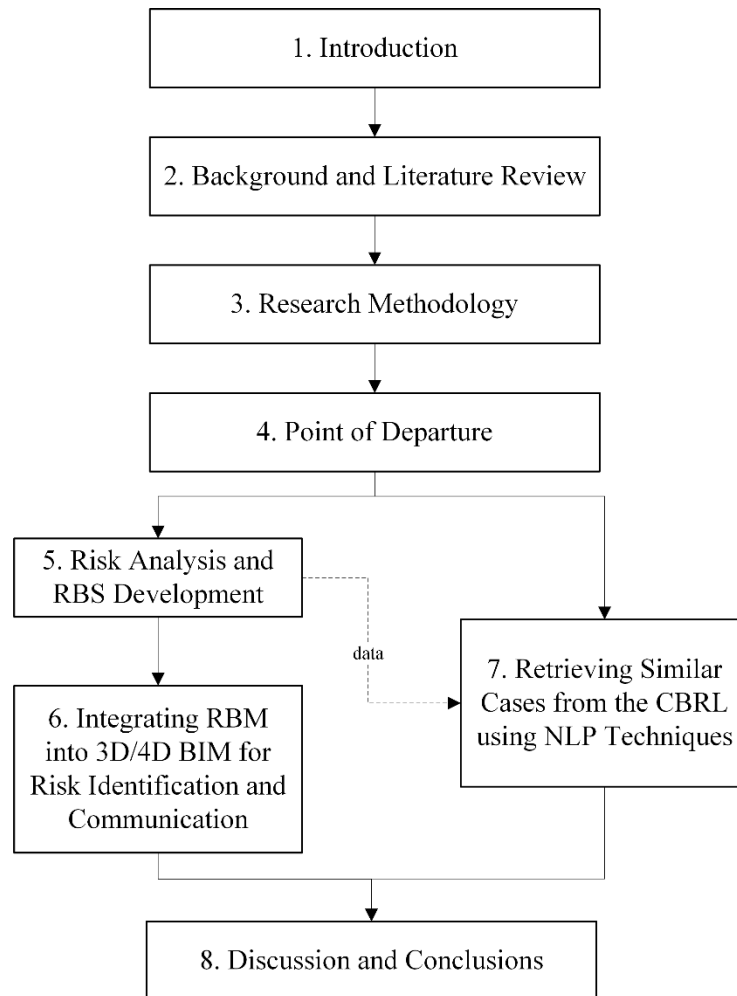 1. Introduction
2. Background and Literature Review
3. Research Methodology
4. Point of Departure
5. Risk Analysis and
RBS Development
data
6. Integrating RBM
into 3D/4D BIM for
Risk Identification and
Communication
7. Retrieving Similar
Cases from the CBRL
using NLP Techniques
8. Discussion and Conclusions